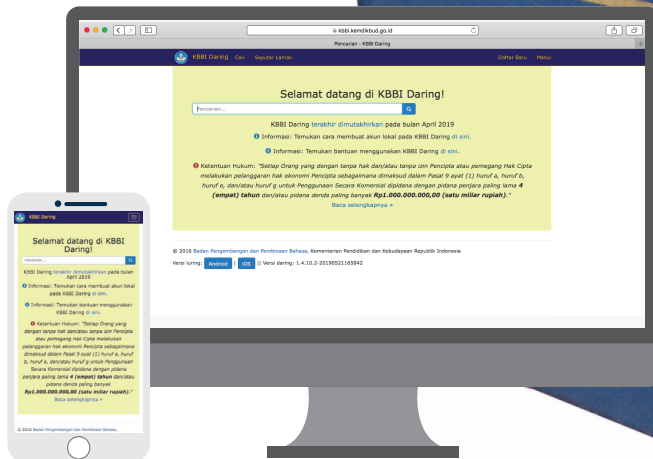 kbbi.kemdikbud.go.id
Pencarian - KBBI Daring
KBBI Daring Cari Seputar Laman Daftar Baru Masuk
Selamat datang di KBBI Daring!
Pencarian...
KBBI Daring terakhir dimutakhirkan pada bulan April 2019
Informasi: Temukan cara membuat akun lokal pada KBBI Daring di sini.
Informasi: Temukan bantuan menggunakan KBBI Daring di sini.
Ketentuan Hukum: "Setiap Orang yang dengan tanpa hak dan/atau tanpa izin Pencipta atau pemegang Hak Cipta
melakukan pelanggaran hak ekonomi Pencipta sebagaimana dimaksud dalam Pasal 9 ayat (1) huruf a, huruf b,
huruf e, dan/atau huruf g untuk Penggunaan Secara Komersial dipidana dengan pidana penjara paling lama 4
(empat) tahun dan/atau pidana denda paling banyak Rp1.000.000.000,00 (satu miliar rupiah)."
Baca selengkapnya »
© 2016 Badan Pengembangan dan Pembinaan Bahasa, Kementerian Pendidikan dan Kebudayaan Republik Indonesia
Versi luring: Android | iOS || Versi daring: 1.4.10.2-20190521165842
KBBI Daring
Selamat datang di KBBI
Daring!
Pencarian...
KBBI Daring terakhir dimutakhirkan pada bulan
April 2019
Informasi: Temukan cara membuat akun lokal
pada KBBI Daring di sini.
Informasi: Temukan bantuan menggunakan
KBBI Daring di sini.
Ketentuan Hukum: "Setiap Orang yang
dengan tanpa hak dan/atau tanpa izin Pencipta
atau pemegang Hak Cipta melakukan
pelanggaran hak ekonomi Pencipta sebagaimana
dimaksud dalam Pasal 9 ayat (1) huruf a, huruf
b, huruf e, dan/atau huruf g untuk Penggunaan
Secara Komersial dipidana dengan pidana
penjara paling lama 4 (empat) tahun dan/atau
pidana denda paling banyak
Rp1.000.000.000,00 (satu miliar rupiah)."
Baca selengkapnya »
© 2016 Badan Pengembangan dan Pembinaan Bahasa,